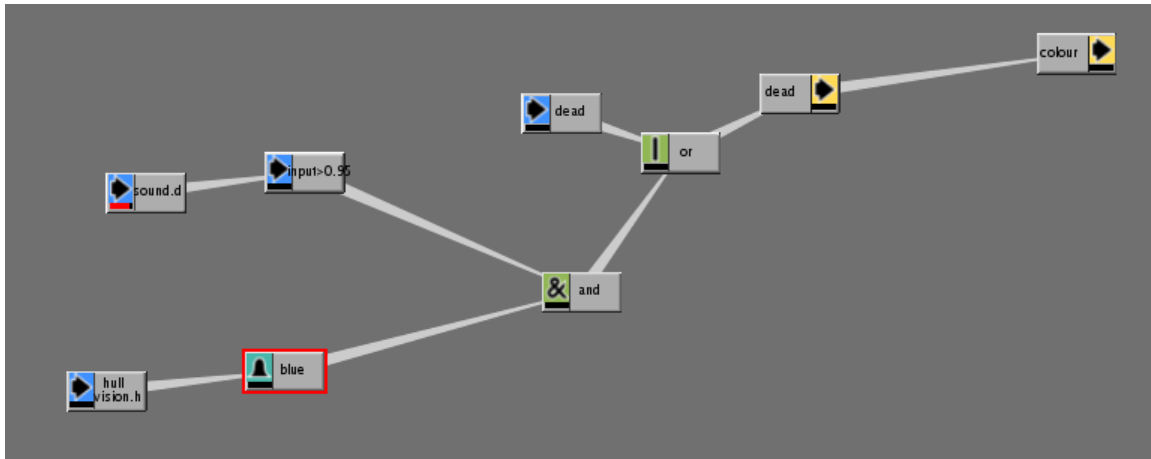 colour
dead
dead
or
input>0.95
sound.d
& and
blue
hull
vision.h